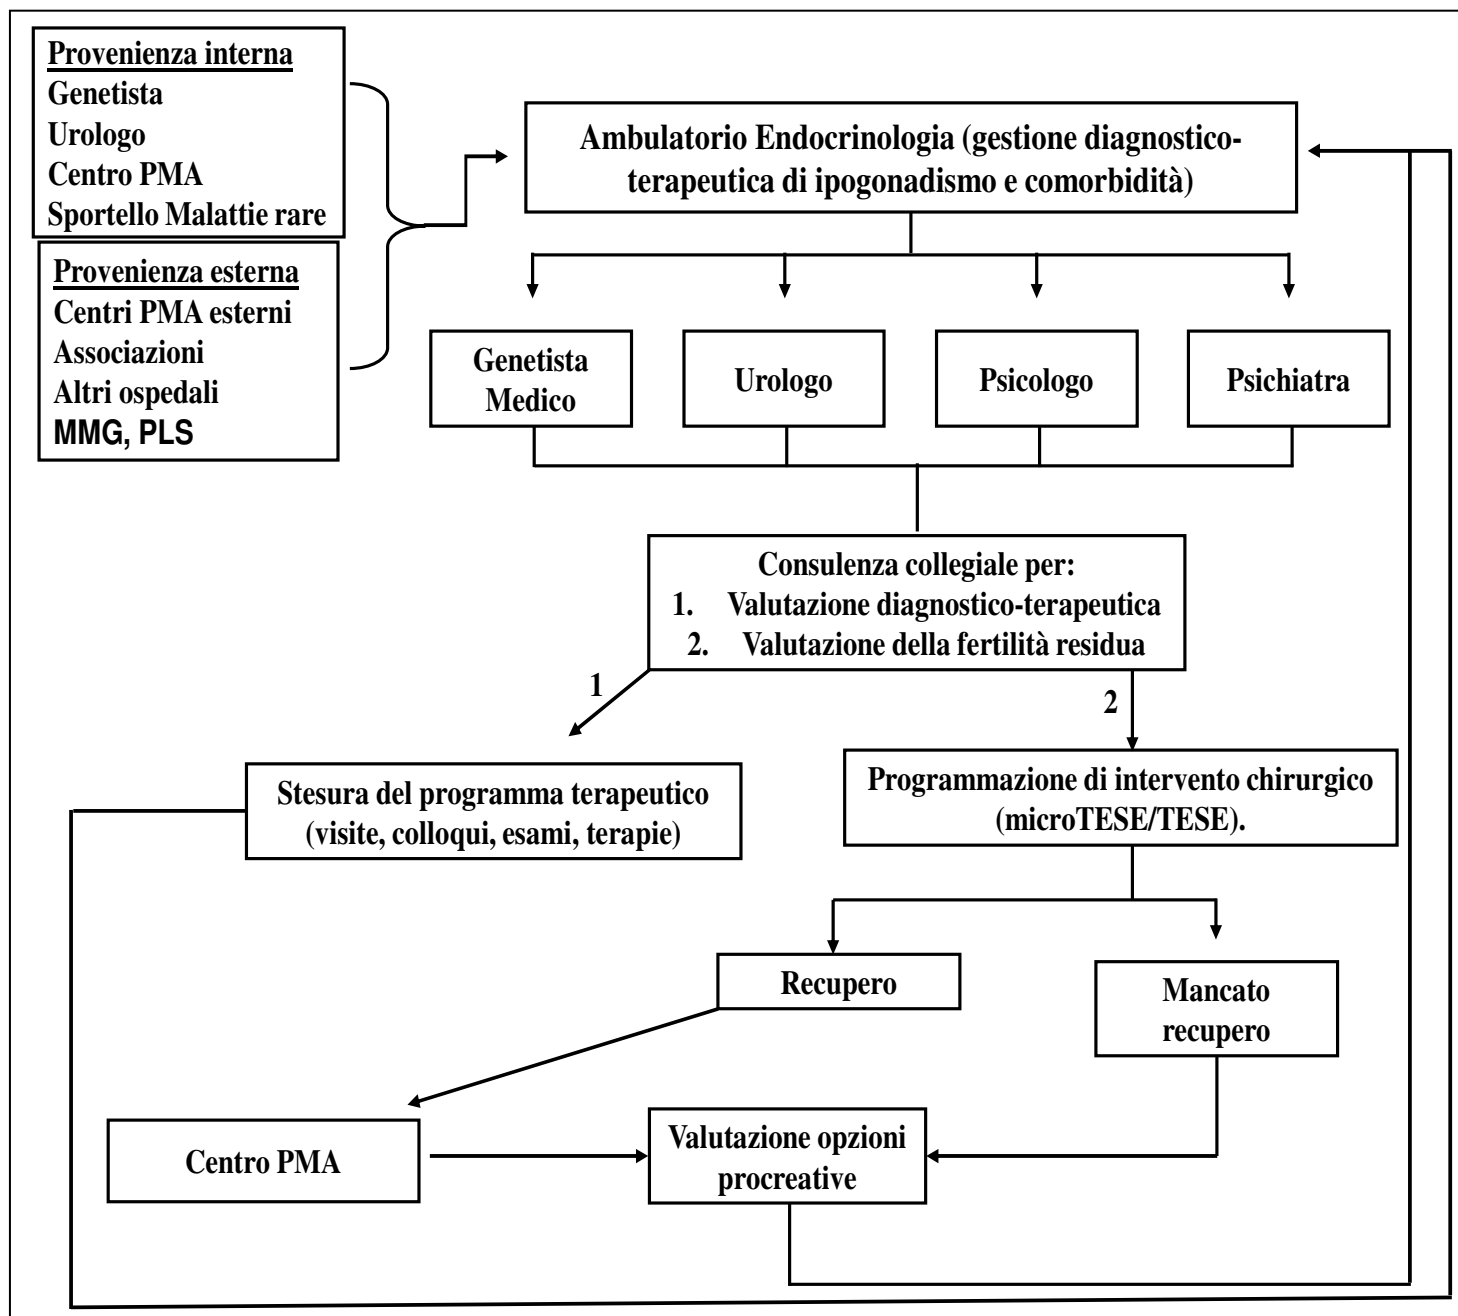 Provenienza interna
Genetista
Urologo
Centro PMA
Sportello Malattie rare
Provenienza esterna
Centri PMA esterni
Associazioni
Altri ospedali
MMG, PLS
Ambulatorio Endocrinologia (gestione diagnostico-
terapeutica di ipogonadismo e comorbidità)
Genetista
Medico
Urologo
Psicologo
Psichiatra
Consulenza collegiale per:
1. Valutazione diagnostico-terapeutica
2. Valutazione della fertilità residua
1
2
Stesura del programma terapeutico
(visite, colloqui, esami, terapie)
Programmazione di intervento chirurgico
(microTESE/TESE).
Recupero
Mancato
recupero
Centro PMA
Valutazione opzioni
procreative